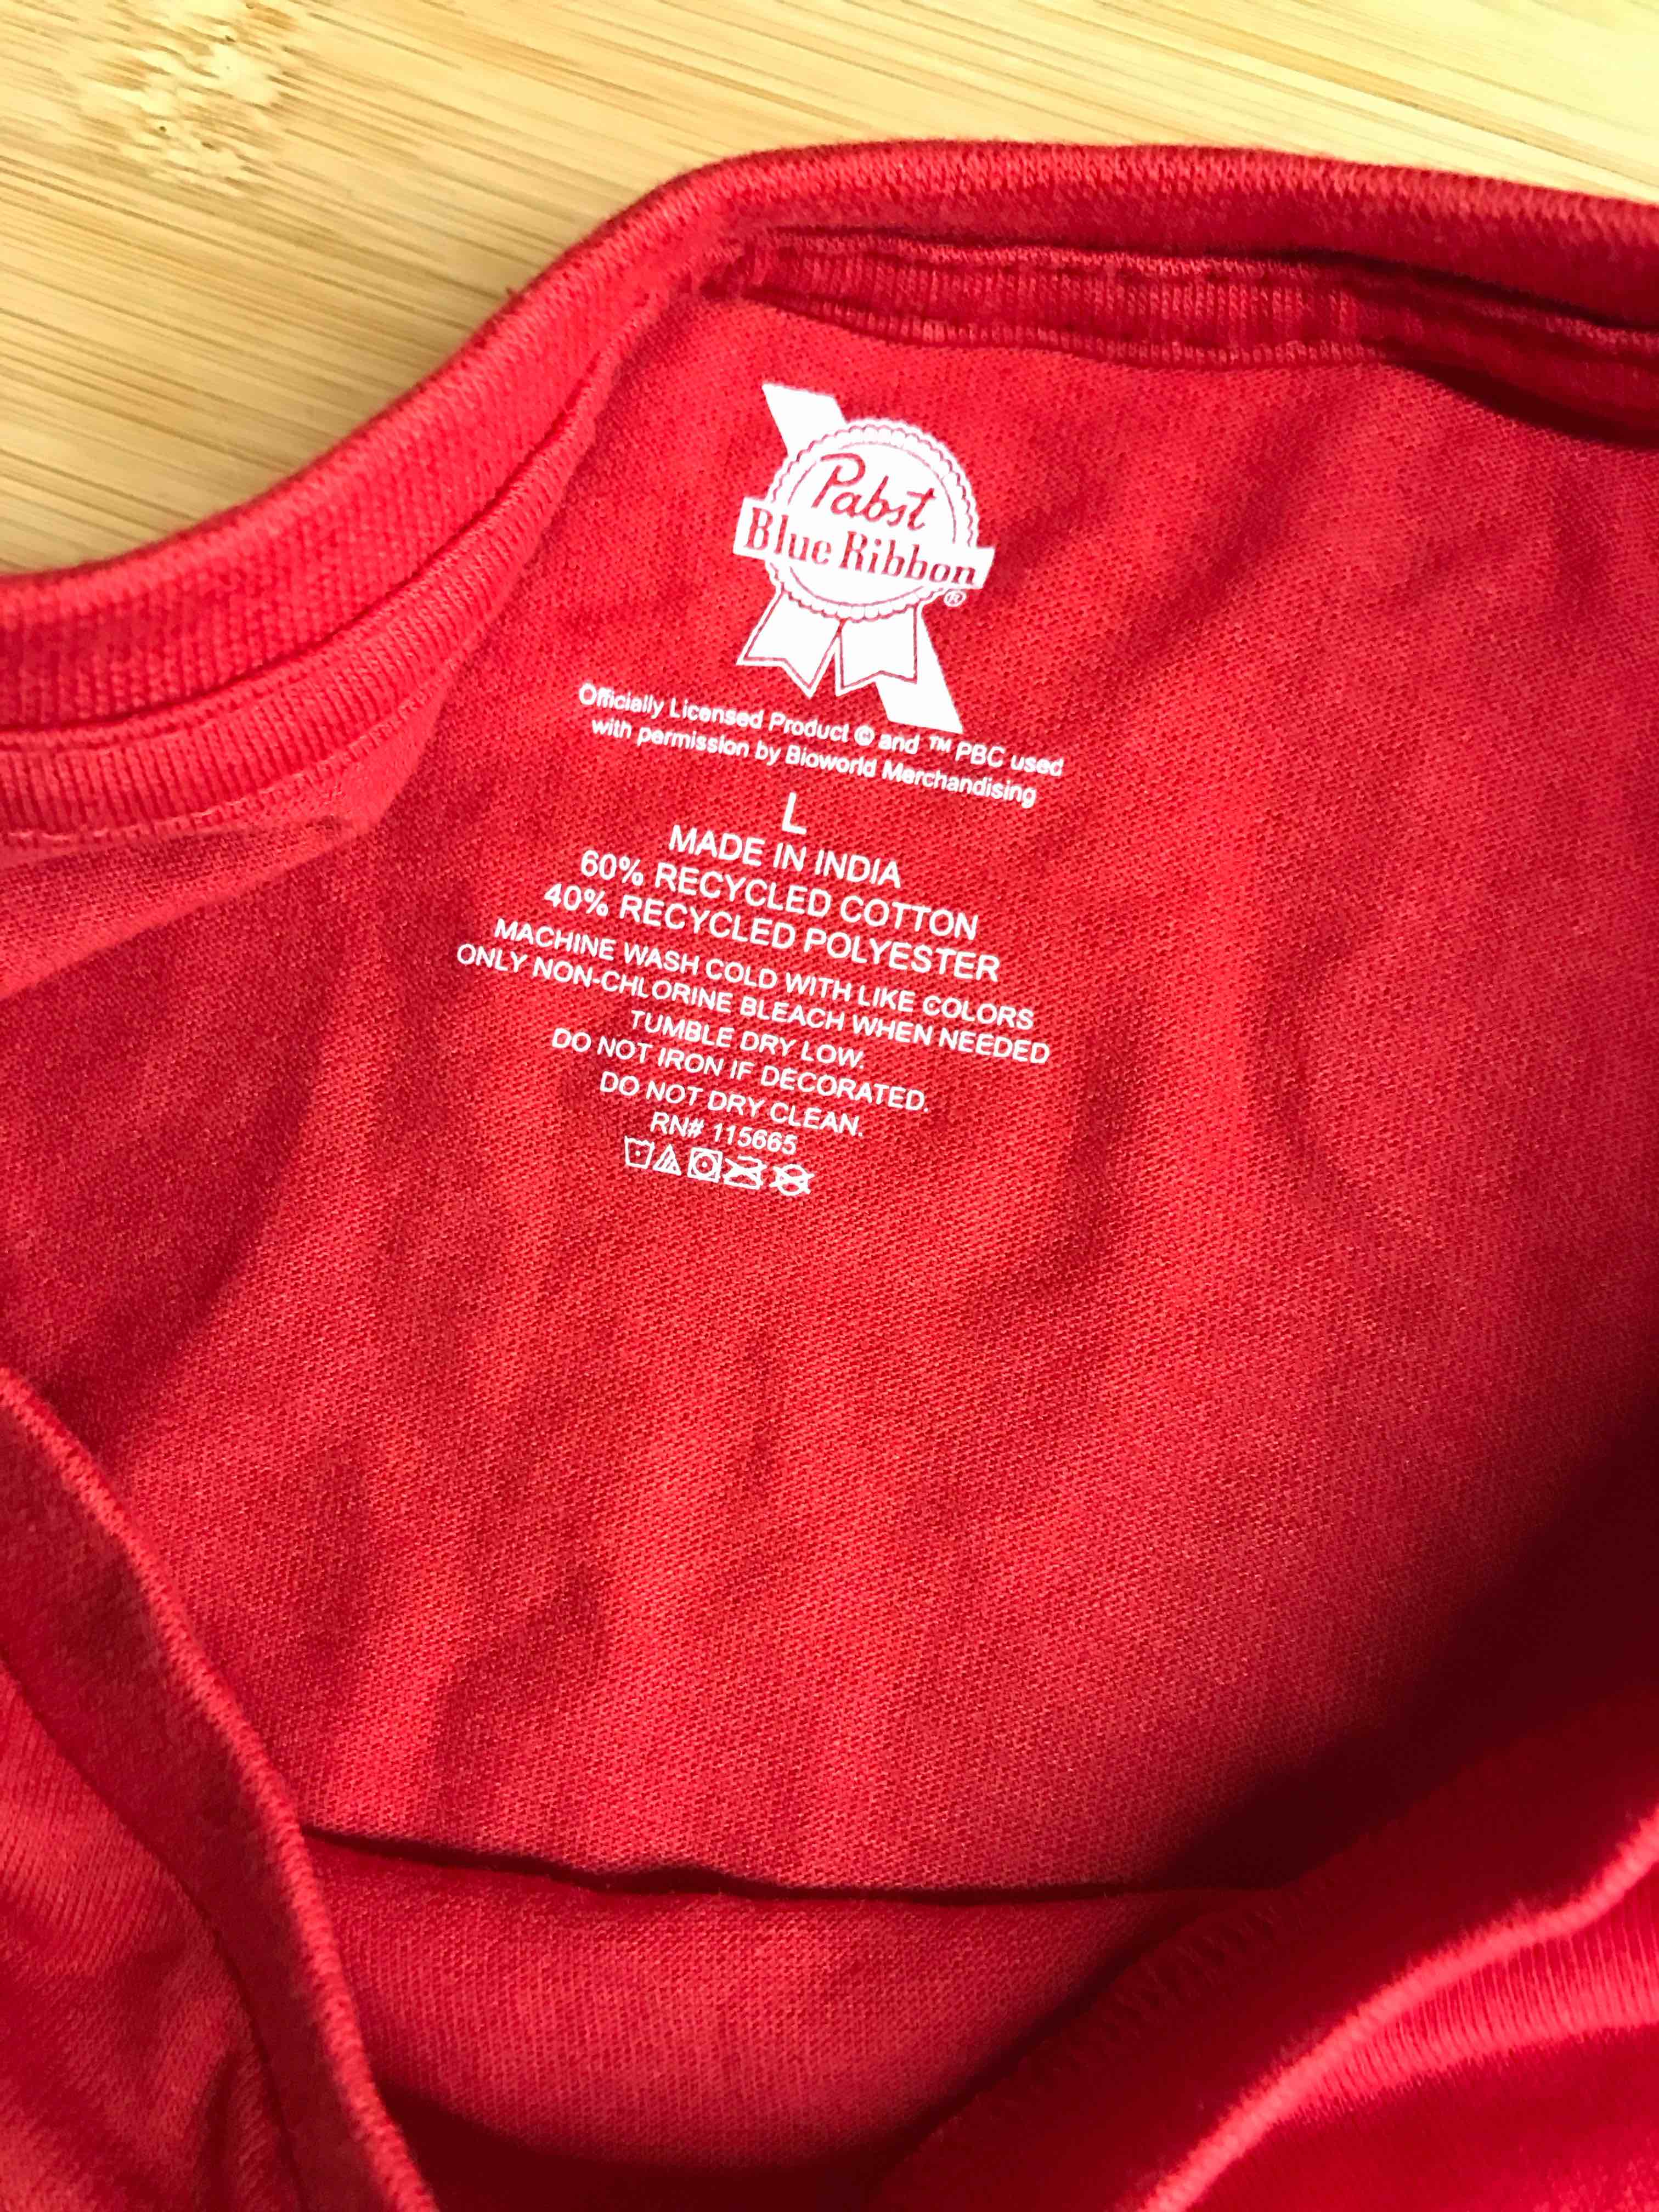 Pabst
Blue Ribbon
®
Officially Licensed Product © and ™ PBC used
with permission by Bioworld Merchandising
L
MADE IN INDIA
60% RECYCLED COTTON
40% RECYCLED POLYESTER
MACHINE WASH COLD WITH LIKE COLORS
ONLY NON-CHLORINE BLEACH WHEN NEEDED
TUMBLE DRY LOW.
DO NOT IRON IF DECORATED.
DO NOT DRY CLEAN.
RN# 115665